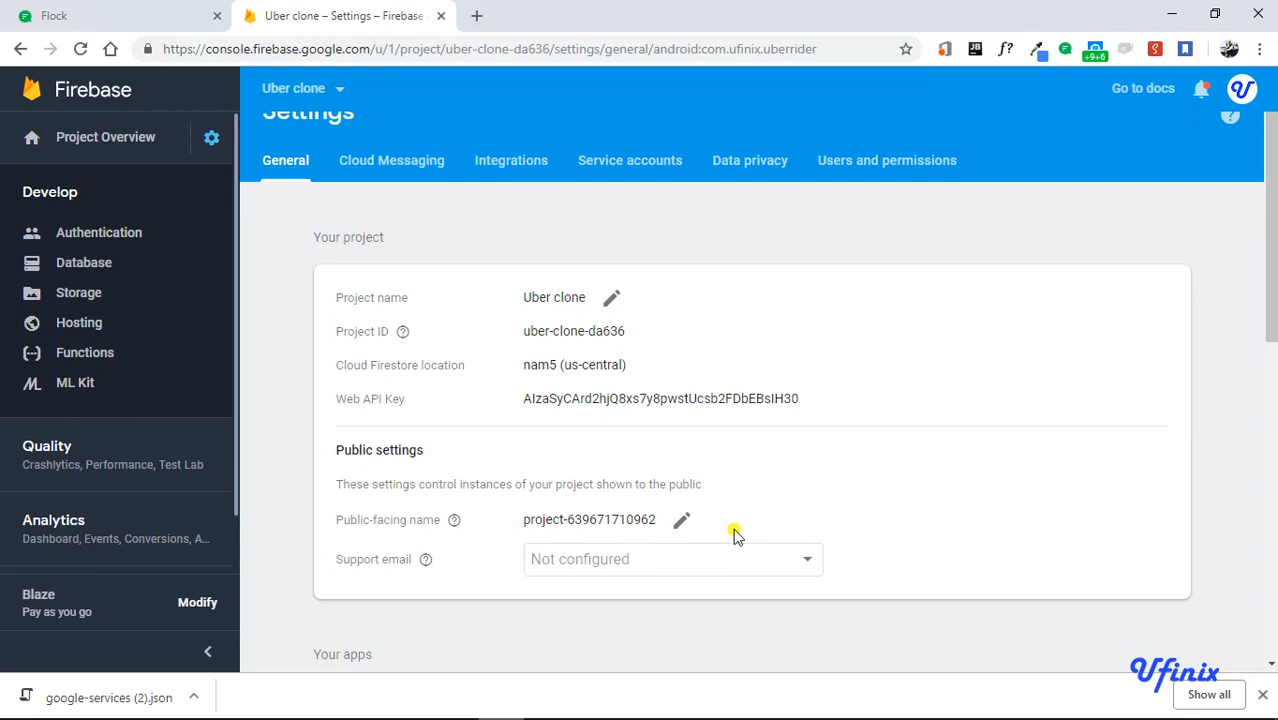 Flock
Uber clone – Settings – Firebase
https://console.firebase.google.com/u/1/project/uber-clone-da636/settings/general/android:com.ufinix.uberrider
JB
f?
+9+6
Firebase
Uber clone
Go to docs
Settings
Project Overview
General
Cloud Messaging
Integrations
Service accounts
Data privacy
Users and permissions
Develop
Authentication
Database
Storage
Hosting
Functions
ML Kit
Quality
Crashlytics, Performance, Test Lab
Analytics
Dashboard, Events, Conversions, A...
Blaze
Pay as you go
Modify
Your project
Project name
Uber clone
Project ID
uber-clone-da636
Cloud Firestore location
nam5 (us-central)
Web API Key
AIzaSyCArd2hjQ8xs7y8pwstUcsb2FDbEBsIH30
Public settings
These settings control instances of your project shown to the public
Public-facing name
project-639671710962
Support email
Not configured
Your apps
google-services (2).json
Ufinix
Show all